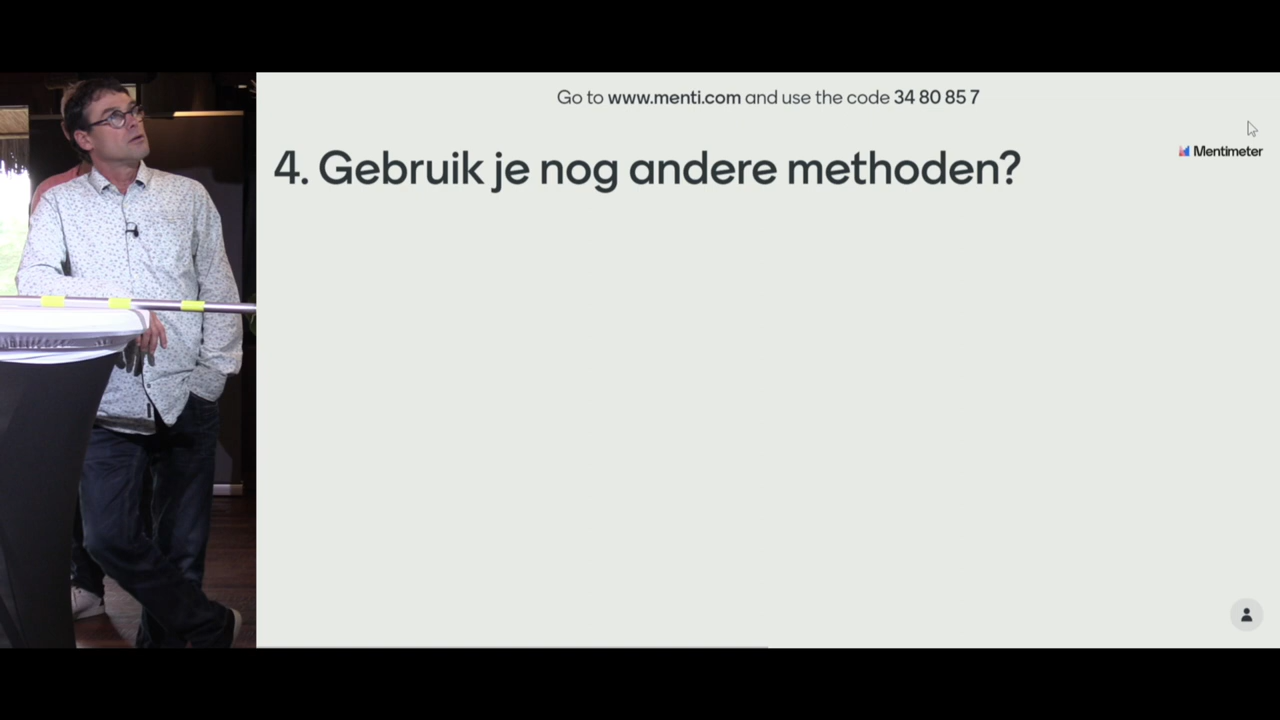 Go to www.menti.com and use the code 34 80 85 7
Mentimeter
4. Gebruik je nog andere methoden?